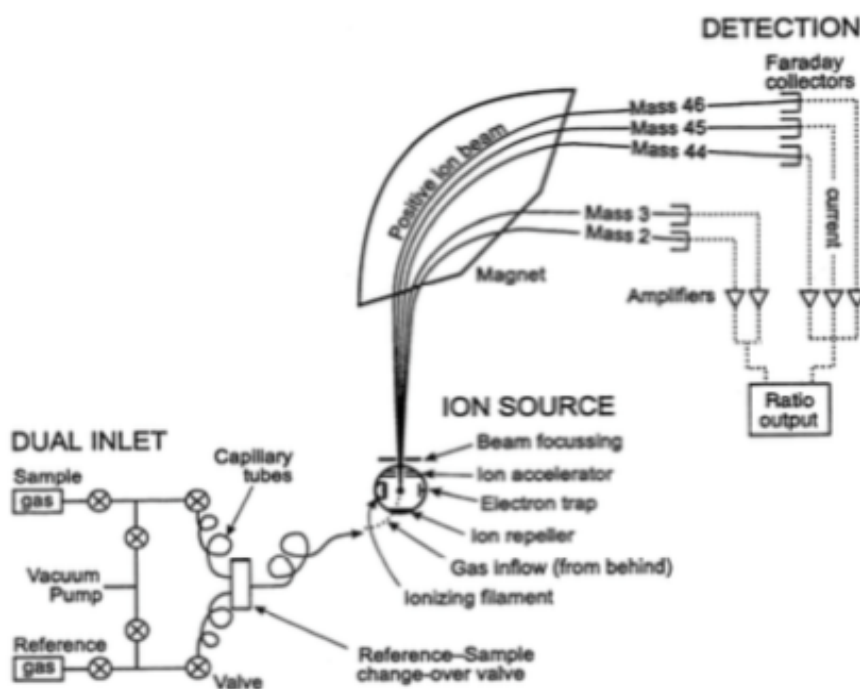 DETECTION
Faraday
collectors
Mass 46
Mass 45
Mass 44
Positive ion beam
Mass 3
Mass 2
current
Magnet
Amplifiers
Ratio
output
ION SOURCE
Beam focussing
Ion accelerator
Electron trap
Ion repeller
Gas inflow (from behind)
Ionizing filament
DUAL INLET
Sample
gas
Capillary
tubes
Vacuum
Pump
Reference
gas
Valve
Reference–Sample
change-over valve